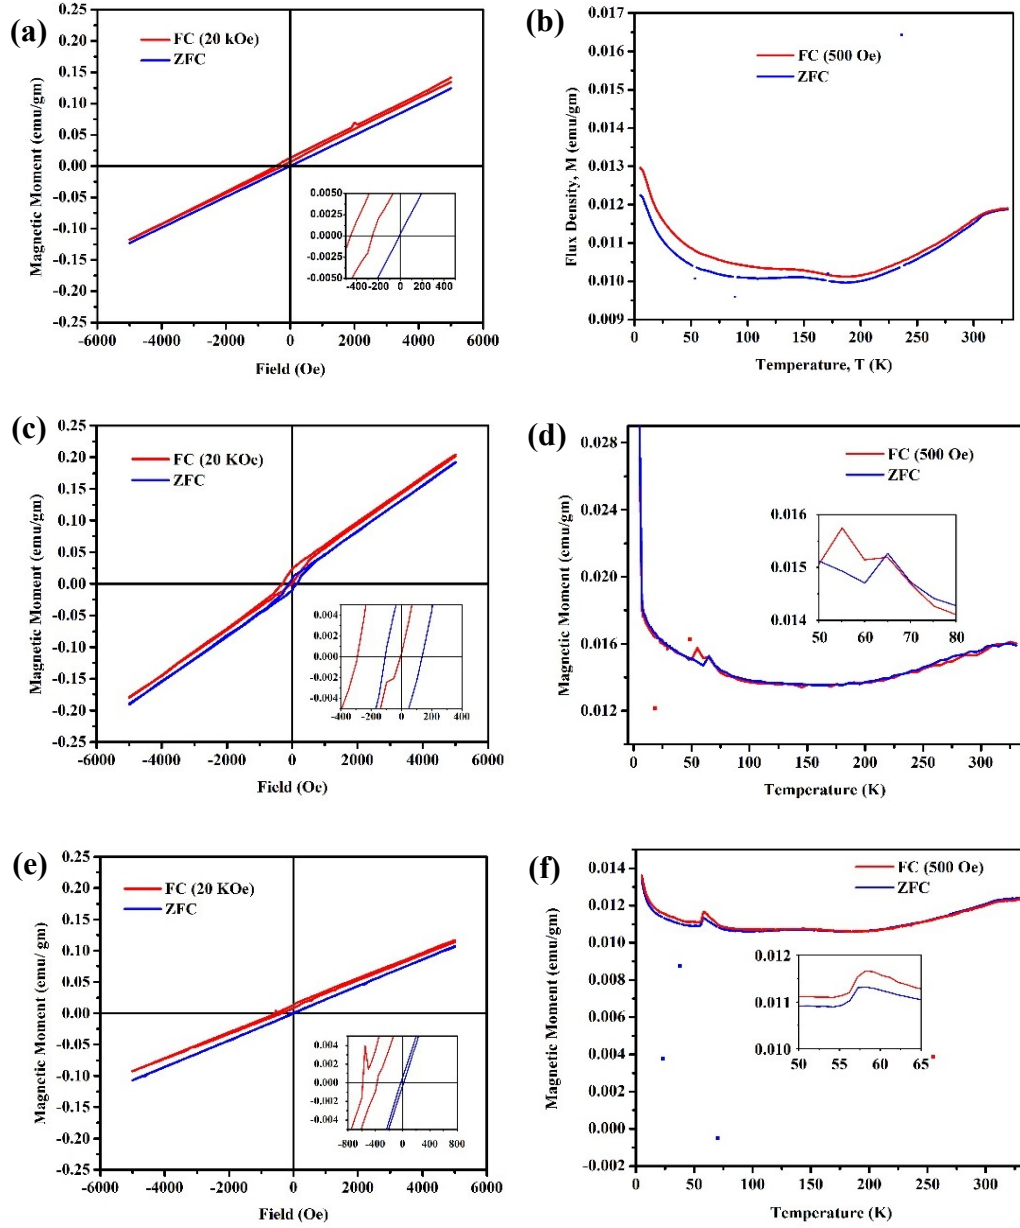 (a)
0.25
0.20
0.15
0.10
0.05
0.00
-0.05
-0.10
-0.15
-0.20
-0.25
Magnetic Moment (emu/gm)
FC (20 kOe)
ZFC
0.0050
0.0025
0.0000
-0.0025
-0.0050
-400 -200 0 200 400
-6000 -4000 -2000 0 2000 4000 6000
Field (Oe)
(b)
0.017
0.016
0.015
0.014
0.013
0.012
0.011
0.010
0.009
Flux Density, M (emu/gm)
FC (500 Oe)
ZFC
0 50 100 150 200 250 300
Temperature, T (K)
(c)
0.25
0.20
0.15
0.10
0.05
0.00
-0.05
-0.10
-0.15
-0.20
-0.25
Magnetic Moment (emu/gm)
FC (20 KOe)
ZFC
0.004
0.002
0.000
-0.002
-0.004
-400 -200 0 200 400
-6000 -4000 -2000 0 2000 4000 6000
Field (Oe)
(d)
0.028
0.024
0.020
0.016
0.012
Magnetic Moment (emu/gm)
FC (500 Oe)
ZFC
0.016
0.015
0.014
50 55 60 65 70 75 80
0 50 100 150 200 250 300
Temperature (K)
(e)
0.25
0.20
0.15
0.10
0.05
0.00
-0.05
-0.10
-0.15
-0.20
-0.25
Magnetic Moment (emu/ gm)
FC (20 KOe)
ZFC
0.004
0.002
0.000
-0.002
-0.004
-800 -400 0 400 800
-6000 -4000 -2000 0 2000 4000 6000
Field (Oe)
(f)
0.014
0.012
0.010
0.008
0.006
0.004
0.002
0.000
-0.002
Magnetic Moment (emu/gm)
FC (500 Oe)
ZFC
0.012
0.011
0.010
50 55 60 65
0 50 100 150 200 250 300
Temperature (K)